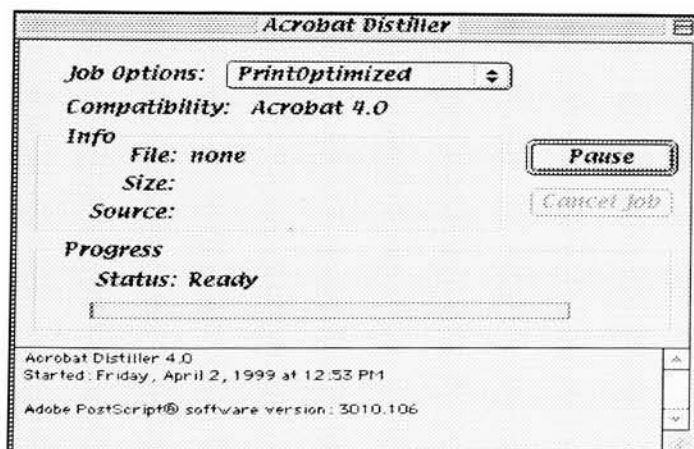 Acrobat Distiller
Job Options: PrintOptimized
Compatibility: Acrobat 4.0
Info
File: none
Size:
Source:
Pause
Cancel Job
Progress
Status: Ready
Acrobat Distiller 4.0
Started: Friday, April 2, 1999 at 12:53 PM
Adobe PostScript® software version: 3010.106